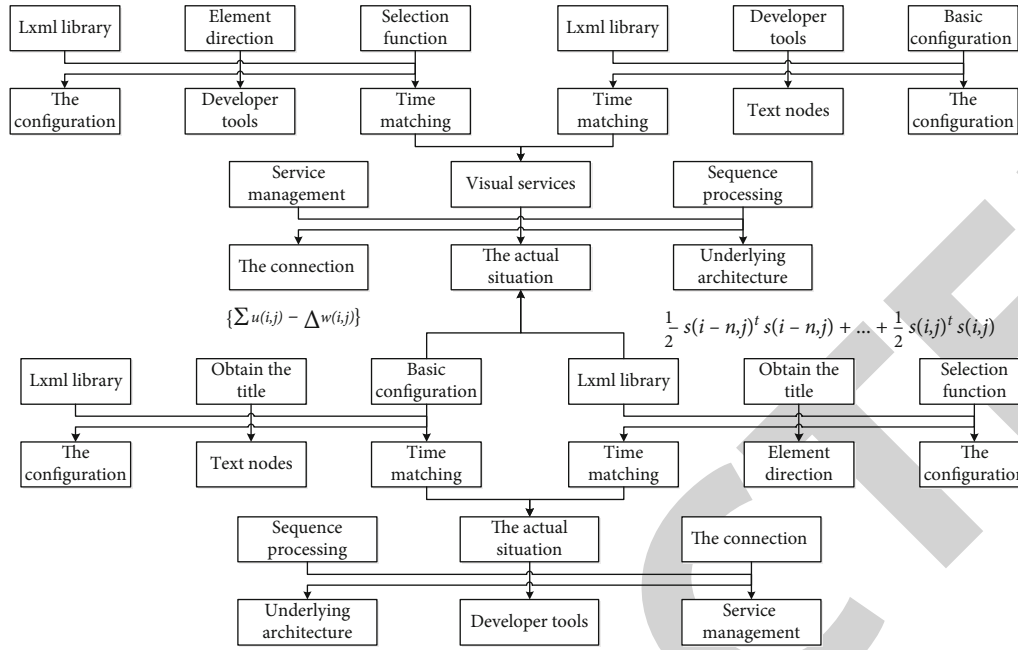 Lxml library
Element
direction
Selection
function
Lxml library
Developer
tools
Basic
configuration
The
configuration
Developer
tools
Time
matching
Time
matching
Text nodes
The
configuration
Service
management
Visual services
Sequence
processing
The connection
The actual
situation
Underlying
architecture
{∑ u(i,j) − Δ w(i,j)}
1/2 s(i − n,j)^t s(i − n,j) + ... + 1/2 s(i,j)^t s(i,j)
Lxml library
Obtain the
title
Basic
configuration
Lxml library
Obtain the
title
Selection
function
The
configuration
Text nodes
Time
matching
Time
matching
Element
direction
The
configuration
Sequence
processing
The actual
situation
The connection
Underlying
architecture
Developer tools
Service
management